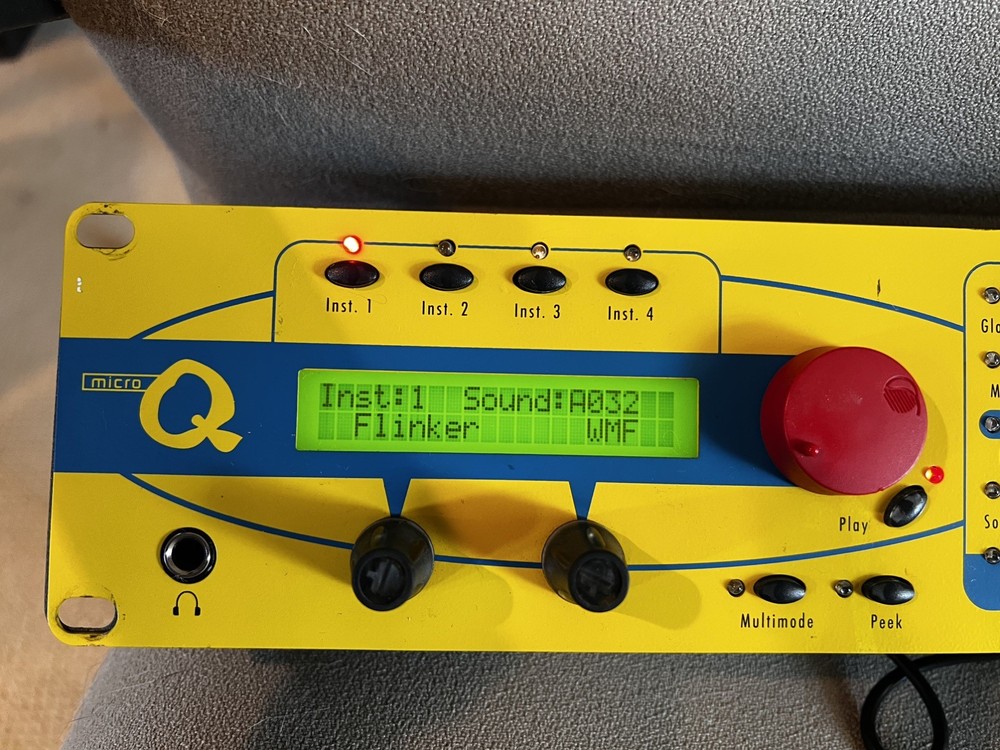 Inst. 1 Inst. 2 Inst. 3 Inst. 4
micro Q
Inst:1 Sound:A032
Flinker WMF
Play
Multimode Peek